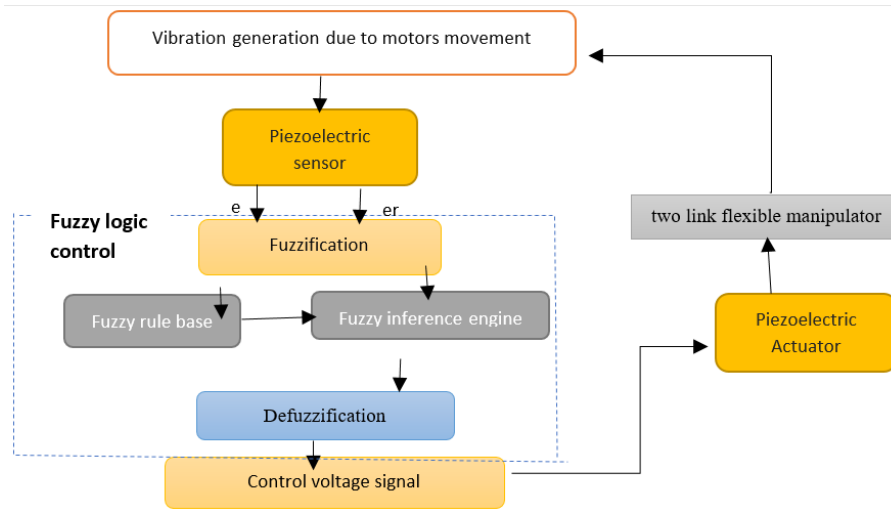 Vibration generation due to motors movement
Piezoelectric
sensor
e
er
Fuzzy logic
control
Fuzzification
two link flexible manipulator
Fuzzy rule base
Fuzzy inference engine
Piezoelectric
Actuator
Defuzzification
Control voltage signal